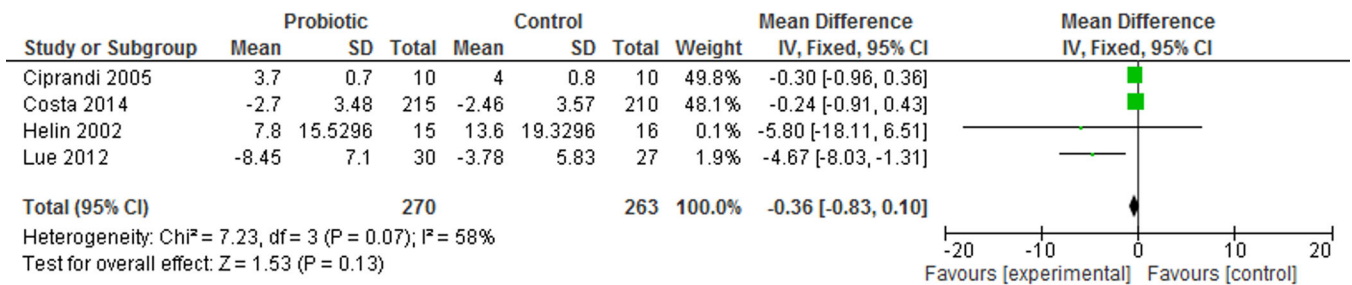 Probiotic Control Mean Difference Mean Difference
Study or Subgroup Mean SD Total Mean SD Total Weight IV, Fixed, 95% CI IV, Fixed, 95% CI
Ciprandi 2005 3.7 0.7 10 4 0.8 10 49.8% -0.30 [-0.96, 0.36]
Costa 2014 -2.7 3.48 215 -2.46 3.57 210 48.1% -0.24 [-0.91, 0.43]
Helin 2002 7.8 15.5296 15 13.6 19.3296 16 0.1% -5.80 [-18.11, 6.51]
Lue 2012 -8.45 7.1 30 -3.78 5.83 27 1.9% -4.67 [-8.03, -1.31]
Total (95% CI) 270 263 100.0% -0.36 [-0.83, 0.10]
Heterogeneity: Chi² = 7.23, df = 3 (P = 0.07); I² = 58%
Test for overall effect: Z = 1.53 (P = 0.13)
-20 -10 0 10 20
Favours [experimental] Favours [control]